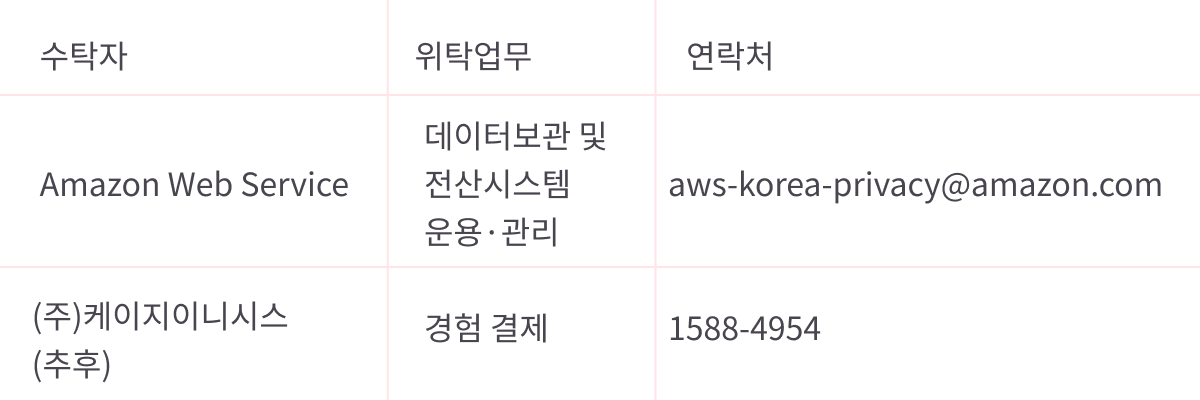 수탁자 위탁업무 연락처
Amazon Web Service
데이터보관 및
전산시스템
운용·관리
aws-korea-privacy@amazon.com
(주)케이지이니시스
(추후)
경험 결제
1588-4954